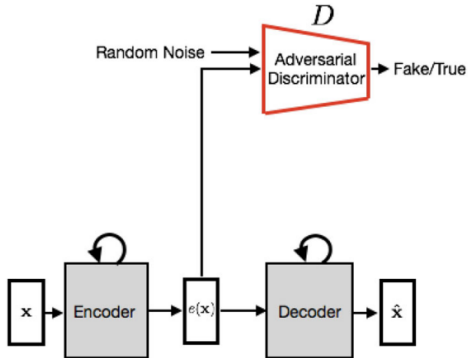 D
Random Noise
Adversarial
Discriminator
Fake/True
x
Encoder
e(x)
Decoder
x̂